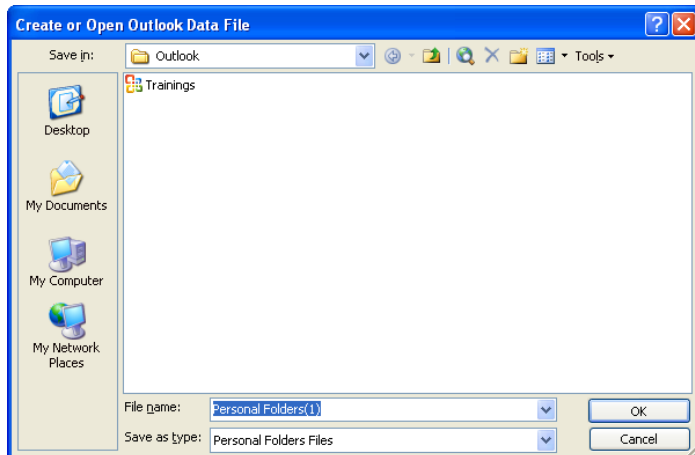 Create or Open Outlook Data File
Save in: Outlook Tools
Trainings
Desktop
My Documents
My Computer
My Network
Places
File name: Personal Folders(1) OK
Save as type: Personal Folders Files Cancel